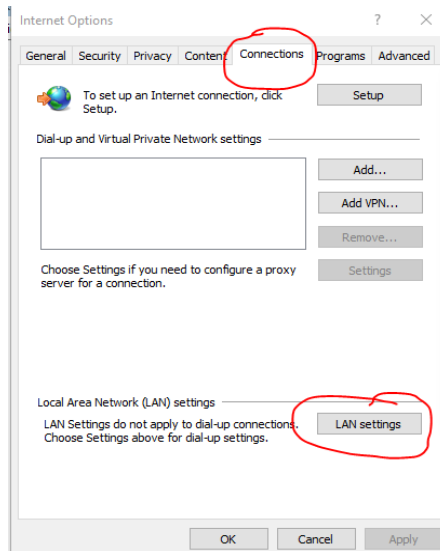 Internet Options
?
General Security Privacy Content Connections Programs Advanced
To set up an Internet connection, click
Setup.
Setup
Dial-up and Virtual Private Network settings
Add...
Add VPN...
Remove...
Choose Settings if you need to configure a proxy
server for a connection.
Settings
Local Area Network (LAN) settings
LAN Settings do not apply to dial-up connections.
Choose Settings above for dial-up settings.
LAN settings
OK Cancel Apply